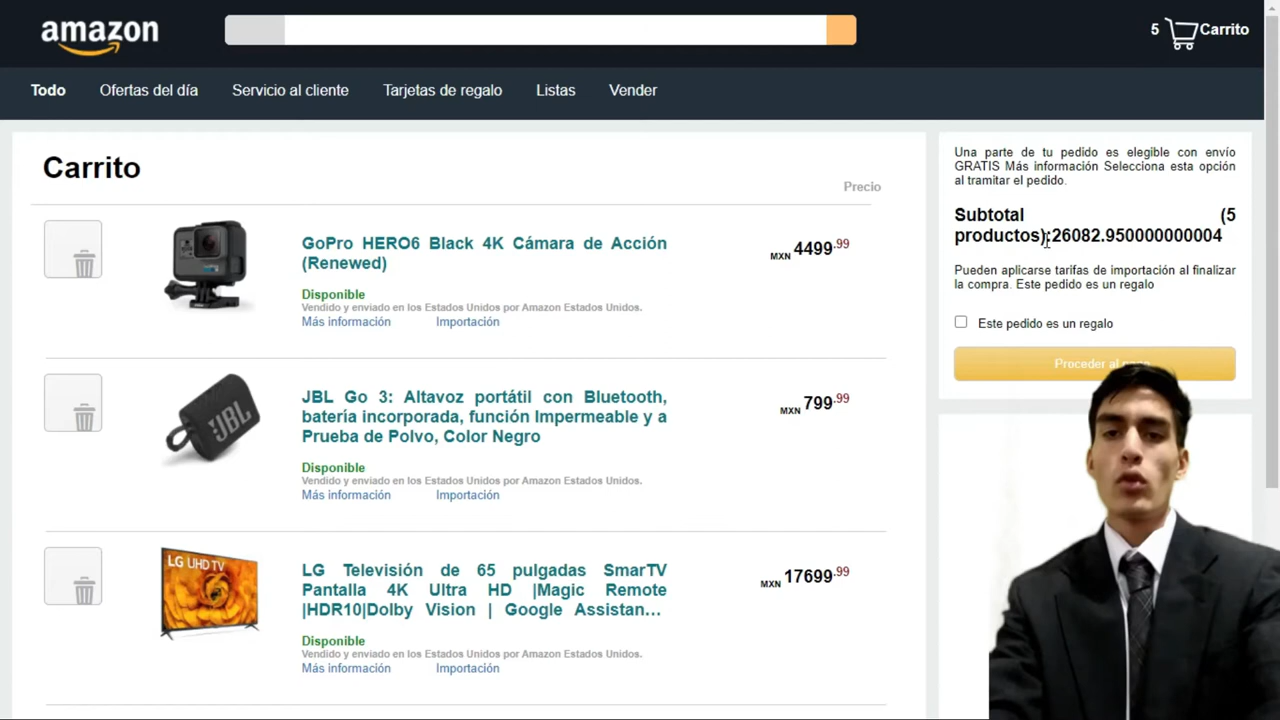 amazon
5 Carrito
Todo Ofertas del día Servicio al cliente Tarjetas de regalo Listas Vender
Carrito
Precio
GoPro HERO6 Black 4K Cámara de Acción
(Renewed)
MXN 4499.99
Disponible
Vendido y enviado en los Estados Unidos por Amazon Estados Unidos.
Más información Importación
JBL Go 3: Altavoz portátil con Bluetooth,
batería incorporada, función Impermeable y a
Prueba de Polvo, Color Negro
MXN 799.99
JBL
Disponible
Vendido y enviado en los Estados Unidos por Amazon Estados Unidos.
Más información Importación
LG Televisión de 65 pulgadas SmarTV
Pantalla 4K Ultra HD |Magic Remote
|HDR10|Dolby Vision | Google Assistan...
MXN 17699.99
LG UHD TV
Disponible
Vendido y enviado en los Estados Unidos por Amazon Estados Unidos.
Más información Importación
Una parte de tu pedido es elegible con envío
GRATIS Más información Selecciona esta opción
al tramitar el pedido.
Subtotal (5
productos):26082.950000000004
Pueden aplicarse tarifas de importación al finalizar
la compra. Este pedido es un regalo
Este pedido es un regalo
Proceder al pago